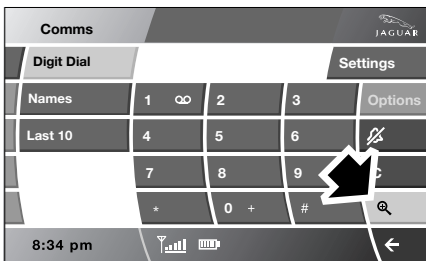 Comms JAGUAR
Digit Dial Settings
Names 1 2 3 Options
Last 10 4 5 6
7 8 9 C
* 0 + #
8:34 pm